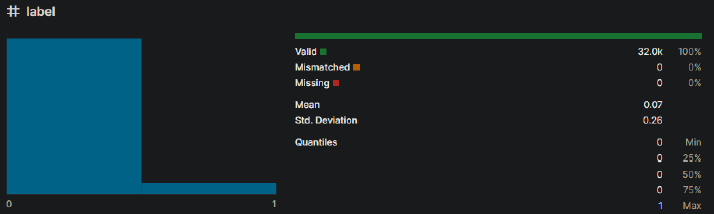 # label
Valid 32.0k 100%
Mismatched 0 0%
Missing 0 0%
Mean 0.07
Std. Deviation 0.26
Quantiles 0 Min
0 25%
0 50%
0 75%
1 Max
0 1